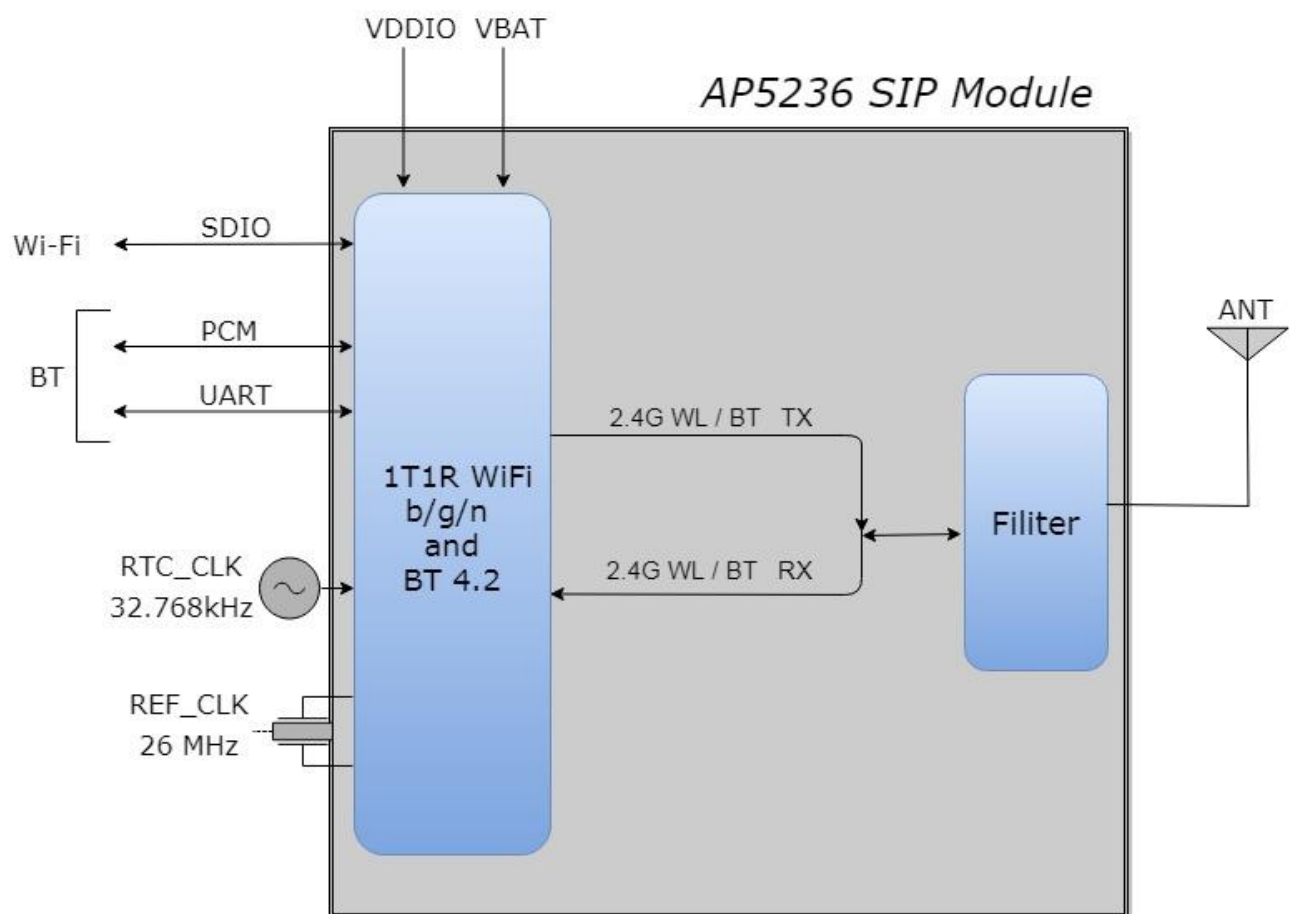 VDDIO VBAT
AP5236 SIP Module
Wi-Fi
SDIO
BT
PCM
UART
2.4G WL / BT TX
2.4G WL / BT RX
1T1R WiFi
b/g/n
and
BT 4.2
RTC_CLK
32.768kHz
REF_CLK
26 MHz
Filiter
ANT